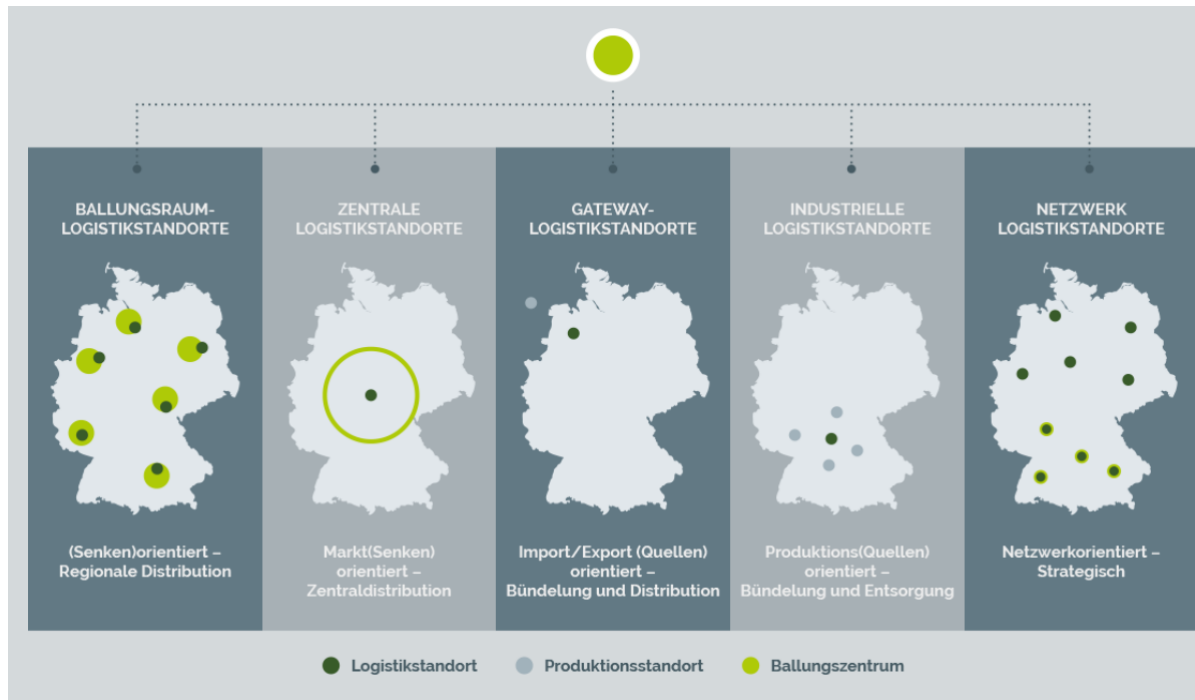 BALLUNGSRAUM-
LOGISTIKSTANDORTE
ZENTRALE
LOGISTIKSTANDORTE
GATEWAY-
LOGISTIKSTANDORTE
INDUSTRIELLE
LOGISTIKSTANDORTE
NETZWERK
LOGISTIKSTANDORTE
(Senken)orientiert –
Regionale Distribution
Markt(Senken)
orientiert –
Zentraldistribution
Import/Export (Quellen)
orientiert –
Bündelung und Distribution
Produktions(Quellen)
orientiert –
Bündelung und Entsorgung
Netzwerkorientiert –
Strategisch
Logistikstandort
Produktionsstandort
Ballungszentrum